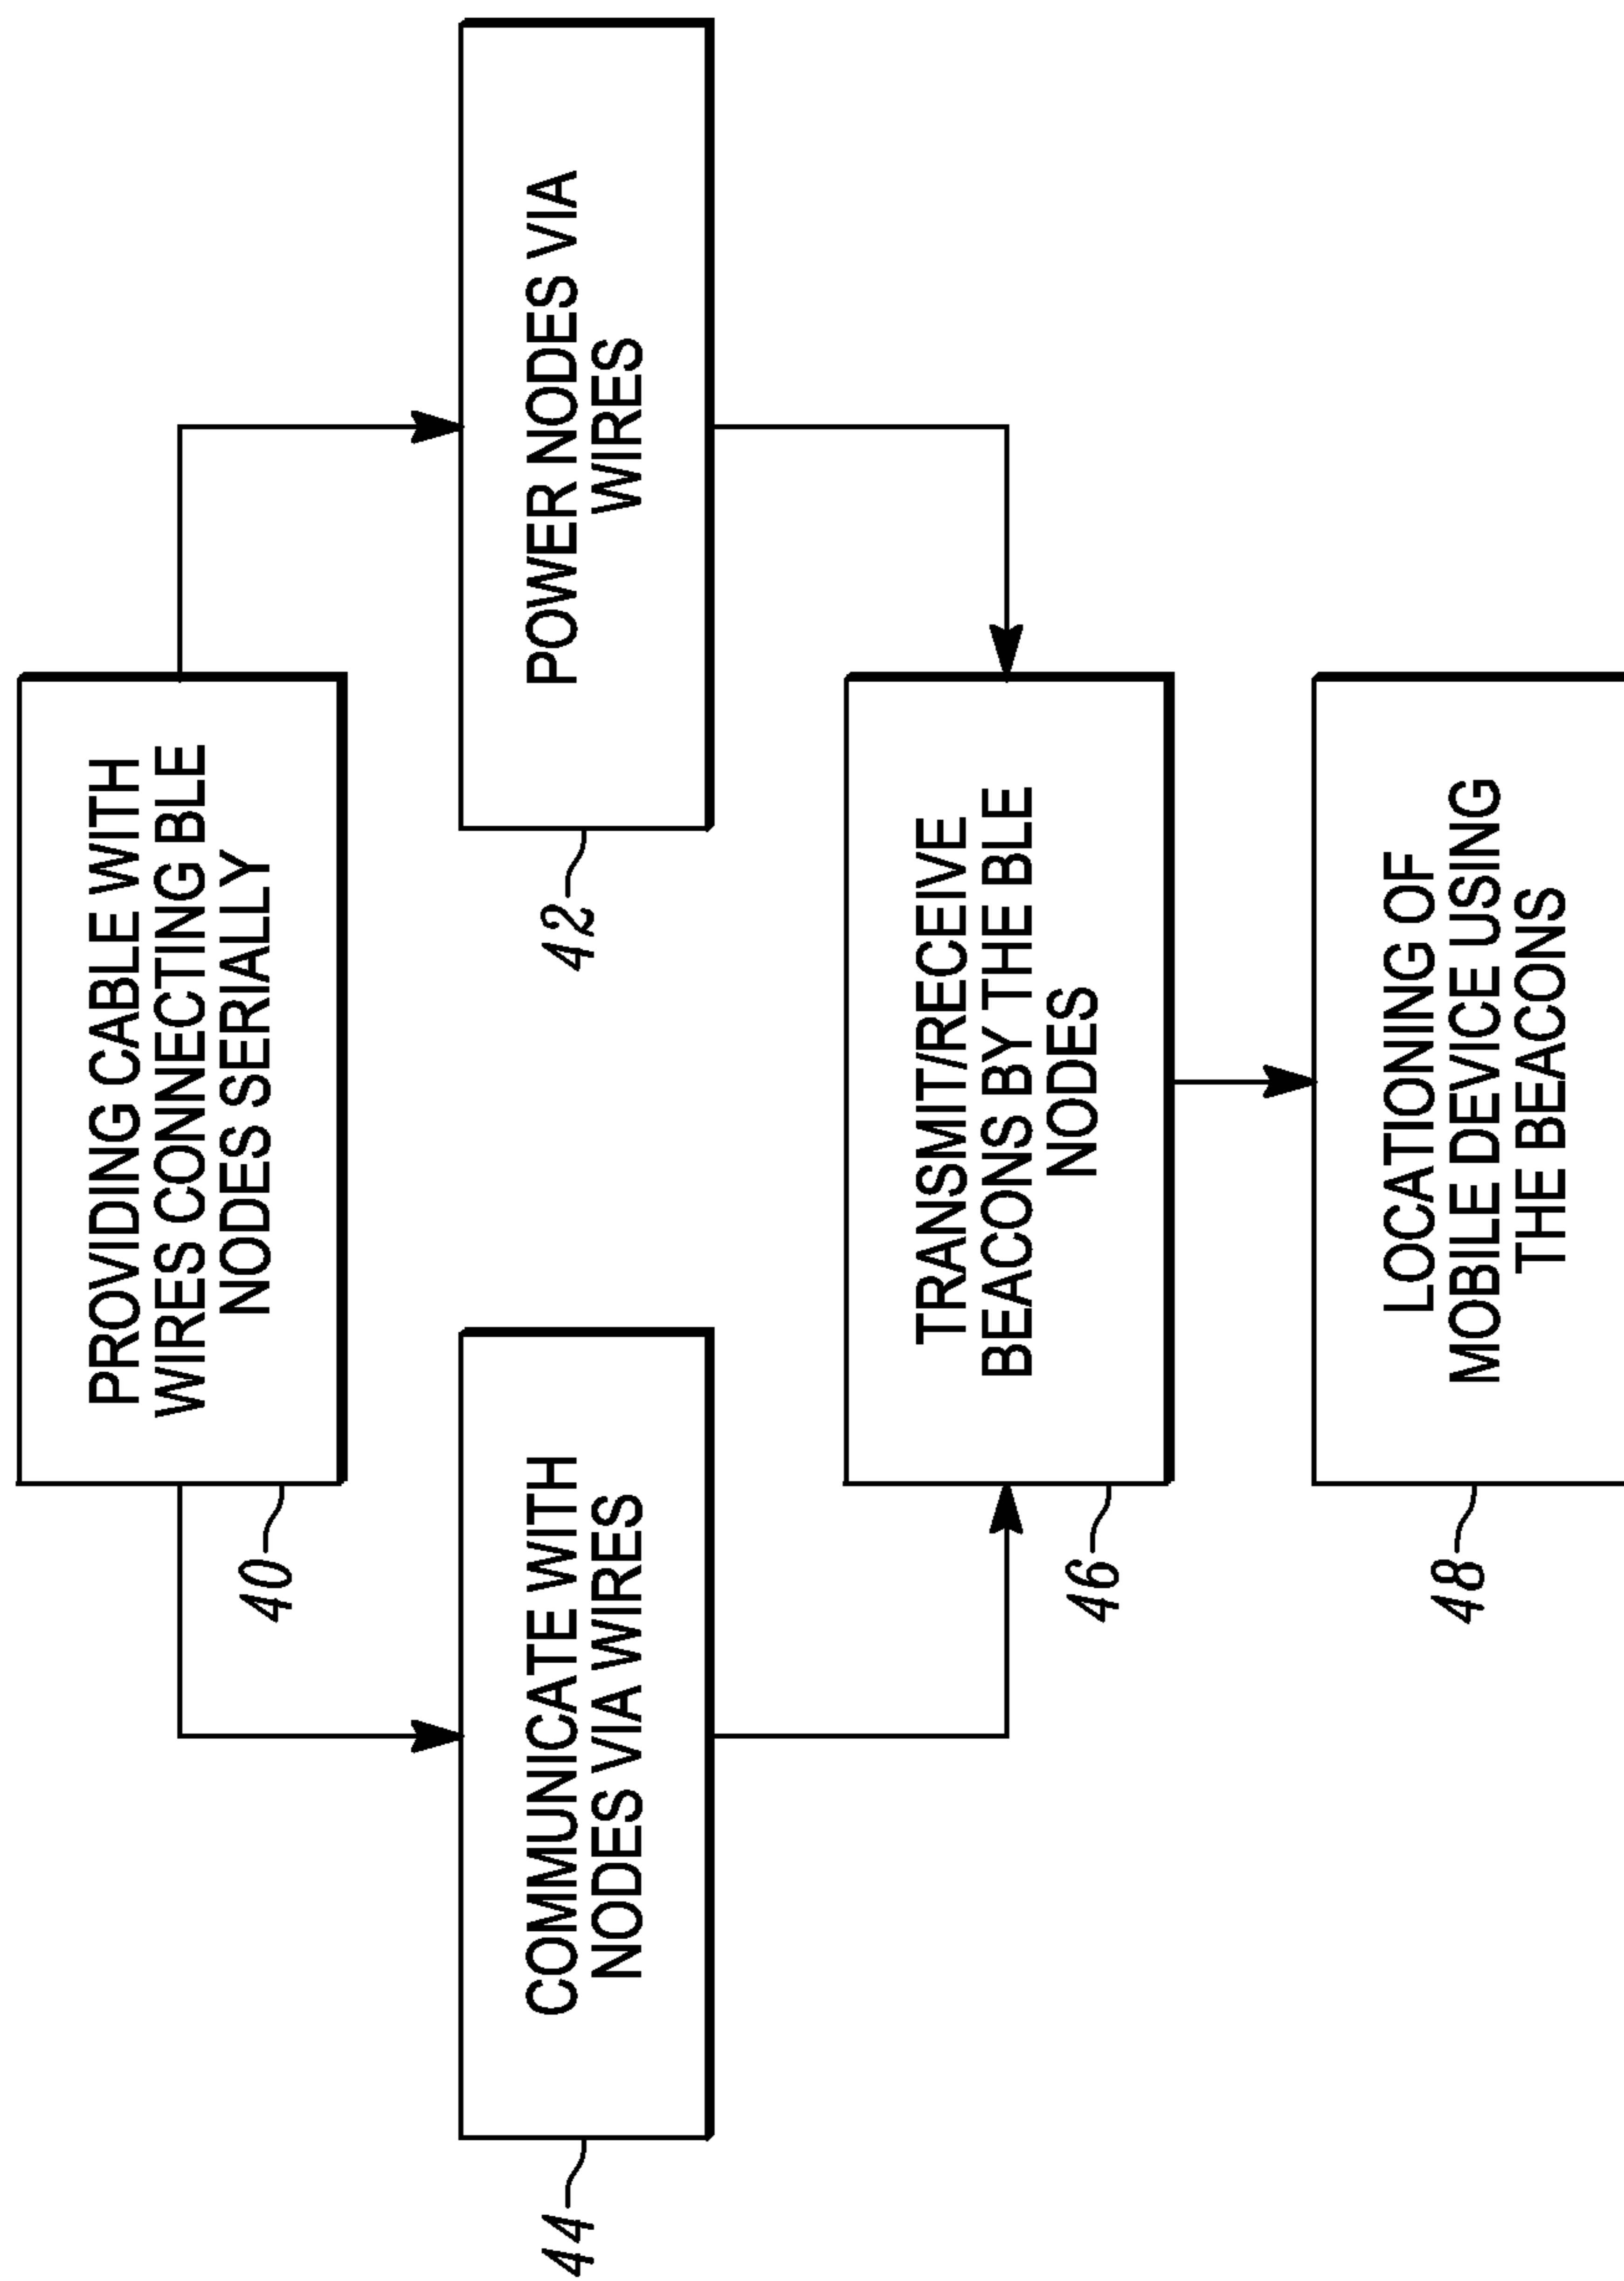 PROVIDING CABLE WITH
WIRES CONNECTING BLE
NODES SERIALLY
40
COMMUNICATE WITH
NODES VIA WIRES
44
POWER NODES VIA
WIRES
42
TRANSMIT/RECEIVE
BEACONS BY THE BLE
NODES
46
LOCATIONING OF
MOBILE DEVICE USING
THE BEACONS
48